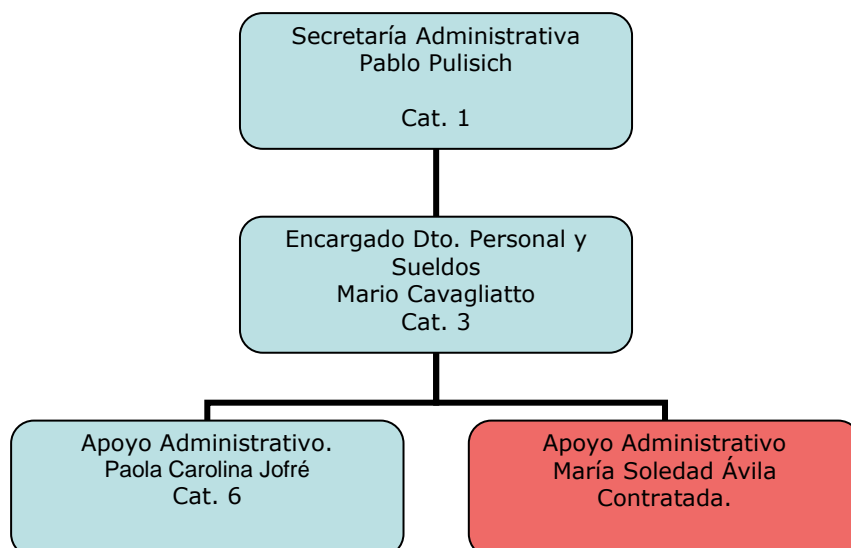 Secretaría Administrativa
Pablo Pulisich
Cat. 1
Encargado Dto. Personal y
Sueldos
Mario Cavagliatto
Cat. 3
Apoyo Administrativo.
Paola Carolina Jofré
Cat. 6
Apoyo Administrativo
María Soledad Ávila
Contratada.